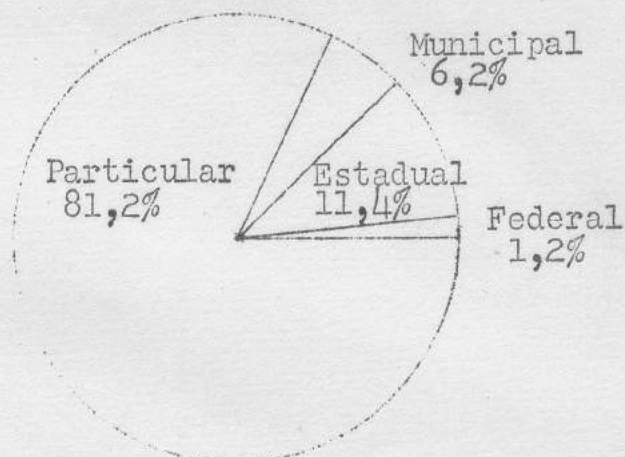 Municipal
6,2%
Particular
81,2%
Estadual
11,4%
Federal
1,2%